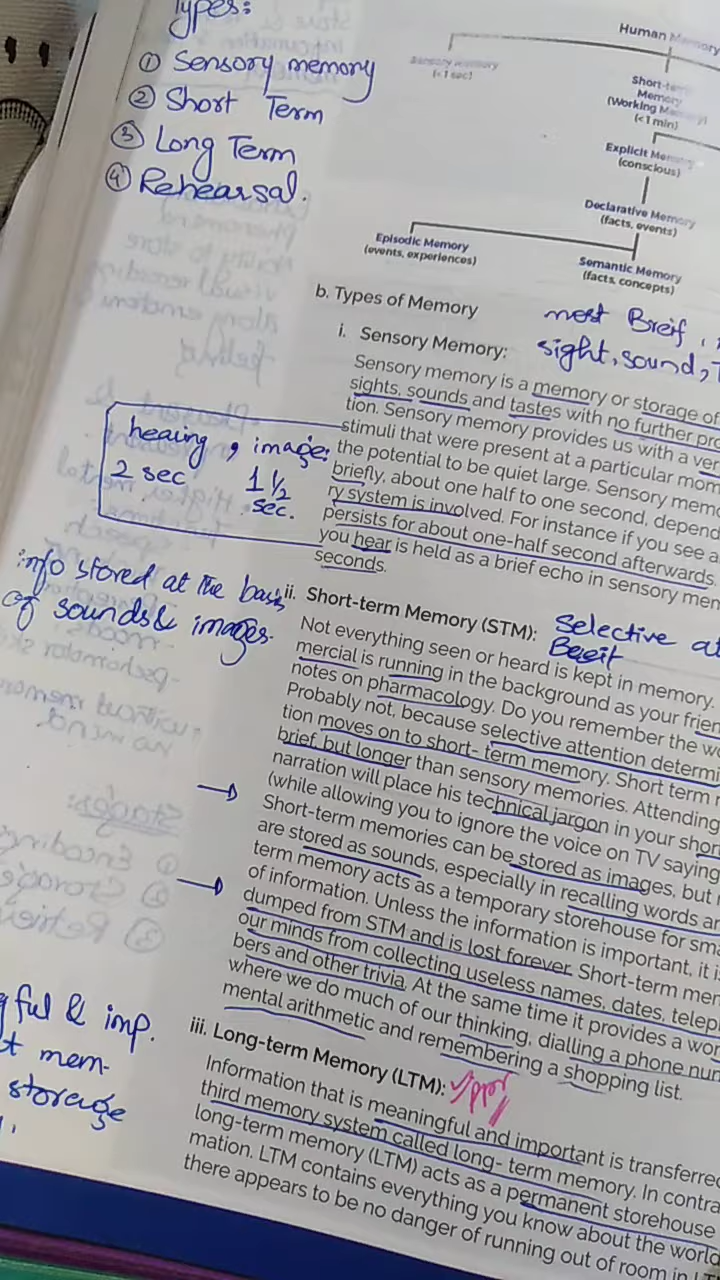 Types:
① Sensory memory
② Short Term
③ Long Term
④ Rehearsal.
Human Memory
Sensory Memory
(<1 sec)
Short-term
Memory
(Working Memory)
(<1 min)
Explicit Memory
(conscious)
Declarative Memory
(facts, events)
Episodic Memory
(events, experiences)
Semantic Memory
(facts, concepts)
b. Types of Memory
most Breif,
i. Sensory Memory:
sight, sound,
Sensory memory is a memory or storage of
sights, sounds and tastes with no further
tion. Sensory memory provides us with a
stimuli that were present at a particular
the potential to be quiet large. Sensory
briefly, about one half to one second,
ry system is involved. For instance if you see a
persists for about one-half second afterwards.
you hear is held as a brief echo in sensory
seconds.
heaing, image:
2 sec 1 1/2
sec.
info stored at the basis
of sounds & images.
ii. Short-term Memory (STM):
Selective
Not everything seen or heard is kept in memory.
mercial is running in the background as your
notes on pharmacology. Do you remember the
Probably not, because selective attention
tion moves on to short- term memory. Short term
brief, but longer than sensory memories. Attending
narration will place his technical jargon in your
(while allowing you to ignore the voice on TV saying
Short-term memories can be stored as images, but
are stored as sounds, especially in recalling words
term memory acts as a temporary storehouse for
of information. Unless the information is important, it is
dumped from STM and is lost forever. Short-term
our minds from collecting useless names, dates,
bers and other trivia. At the same time it provides a
where we do much of our thinking, dialling a phone
mental arithmetic and remembering a shopping list.
ful & imp.
mem-
storage
iii. Long-term Memory (LTM):
Information that is meaningful and important is transferred
third memory system called long- term memory. In
long-term memory (LTM) acts as a permanent storehouse
mation. LTM contains everything you know about the world
there appears to be no danger of running out of room in